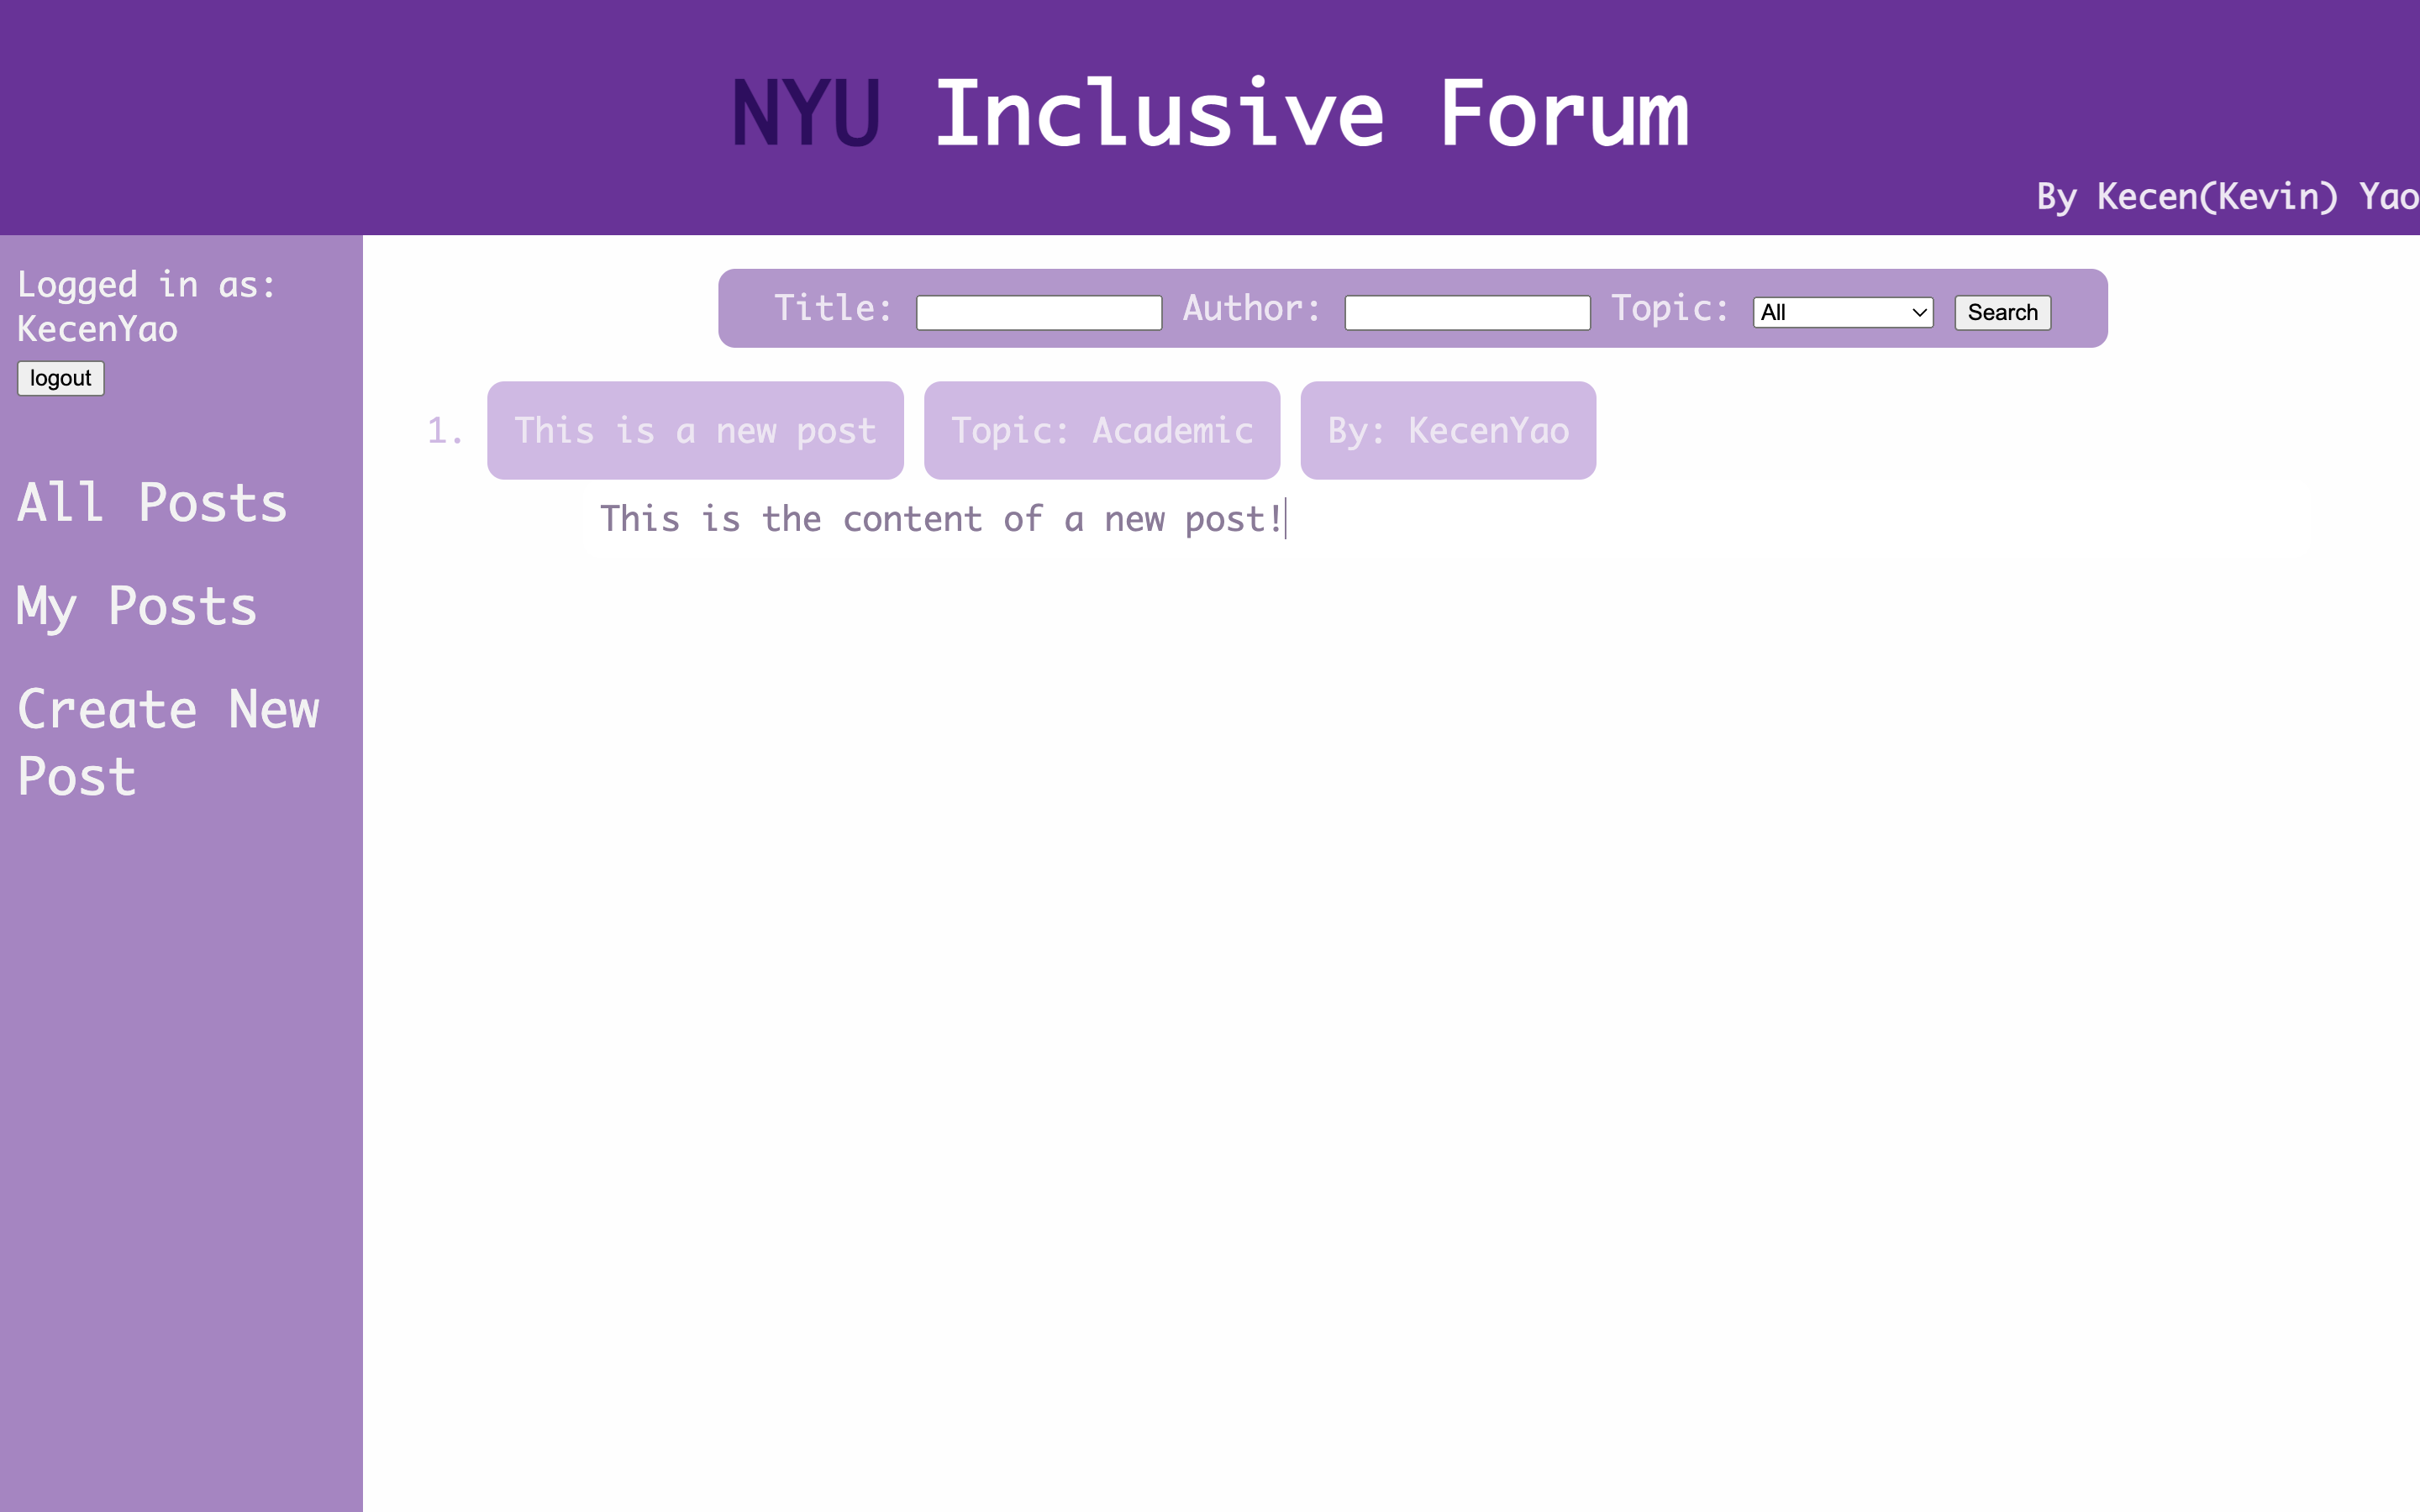 NYU Inclusive Forum
By Kecen(Kevin) Yao
Logged in as:
KecenYao
logout
All Posts
My Posts
Create New
Post
Title: Author: Topic: All Search
1. This is a new post Topic: Academic By: KecenYao
This is the content of a new post!